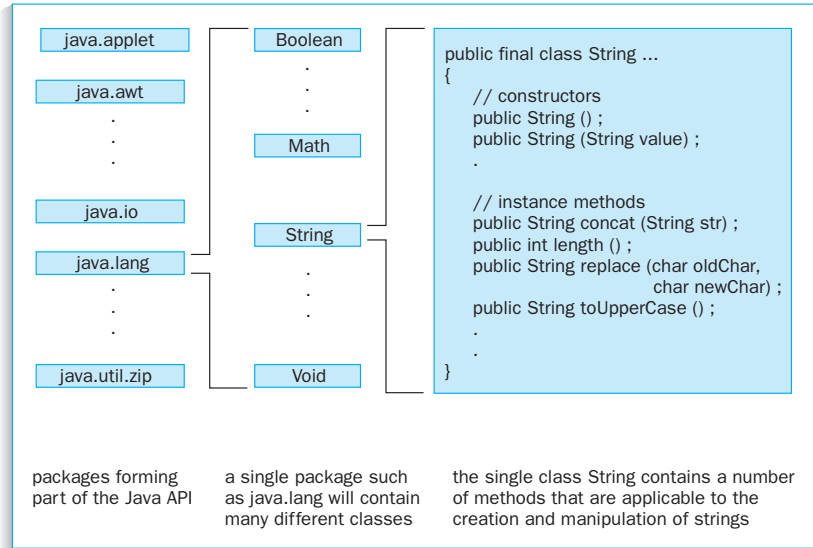 java.applet
java.awt
.
.
.
java.io
java.lang
.
.
.
java.util.zip
Boolean
.
.
.
Math
String
.
.
.
Void
public final class String ...
{
// constructors
public String () ;
public String (String value) ;
.
// instance methods
public String concat (String str) ;
public int length () ;
public String replace (char oldChar,
char newChar) ;
public String toUpperCase () ;
.
.
}
packages forming
part of the Java API
a single package such
as java.lang will contain
many different classes
the single class String contains a number
of methods that are applicable to the
creation and manipulation of strings